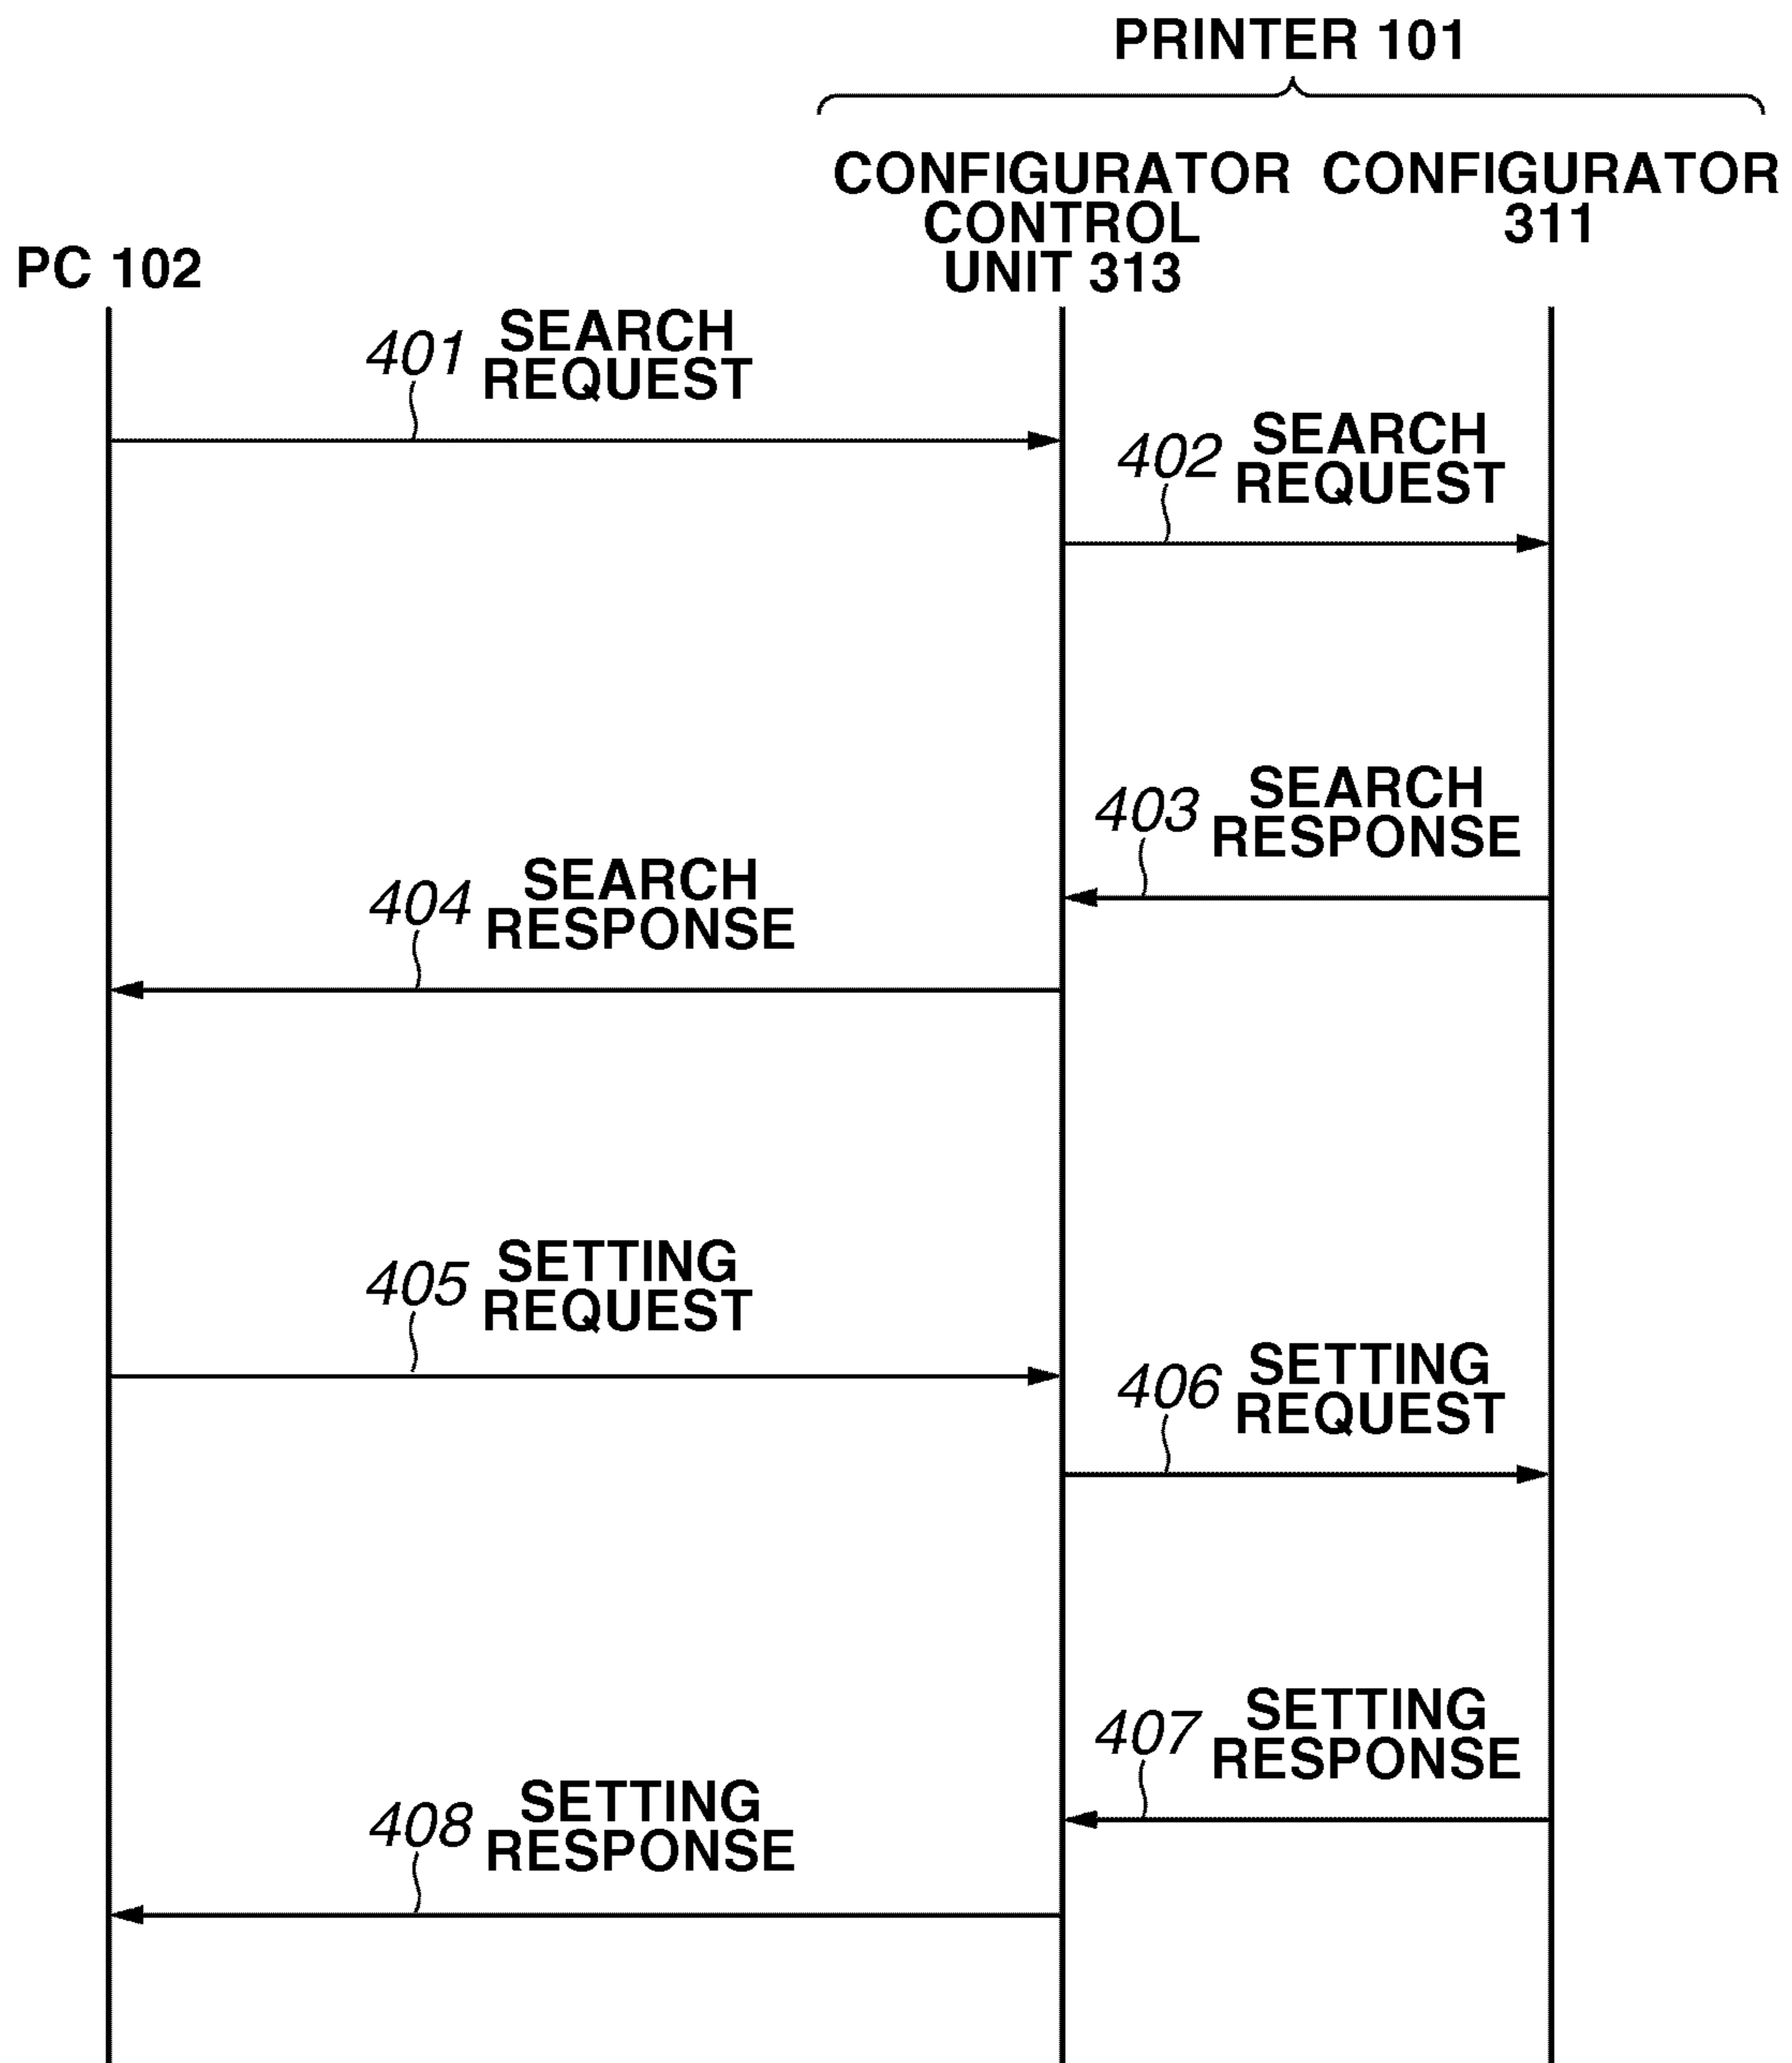 PRINTER 101
CONFIGURATOR
CONTROL
UNIT 313
CONFIGURATOR
311
PC 102
401
SEARCH
REQUEST
402
SEARCH
REQUEST
403
SEARCH
RESPONSE
404
SEARCH
RESPONSE
405
SETTING
REQUEST
406
SETTING
REQUEST
407
SETTING
RESPONSE
408
SETTING
RESPONSE